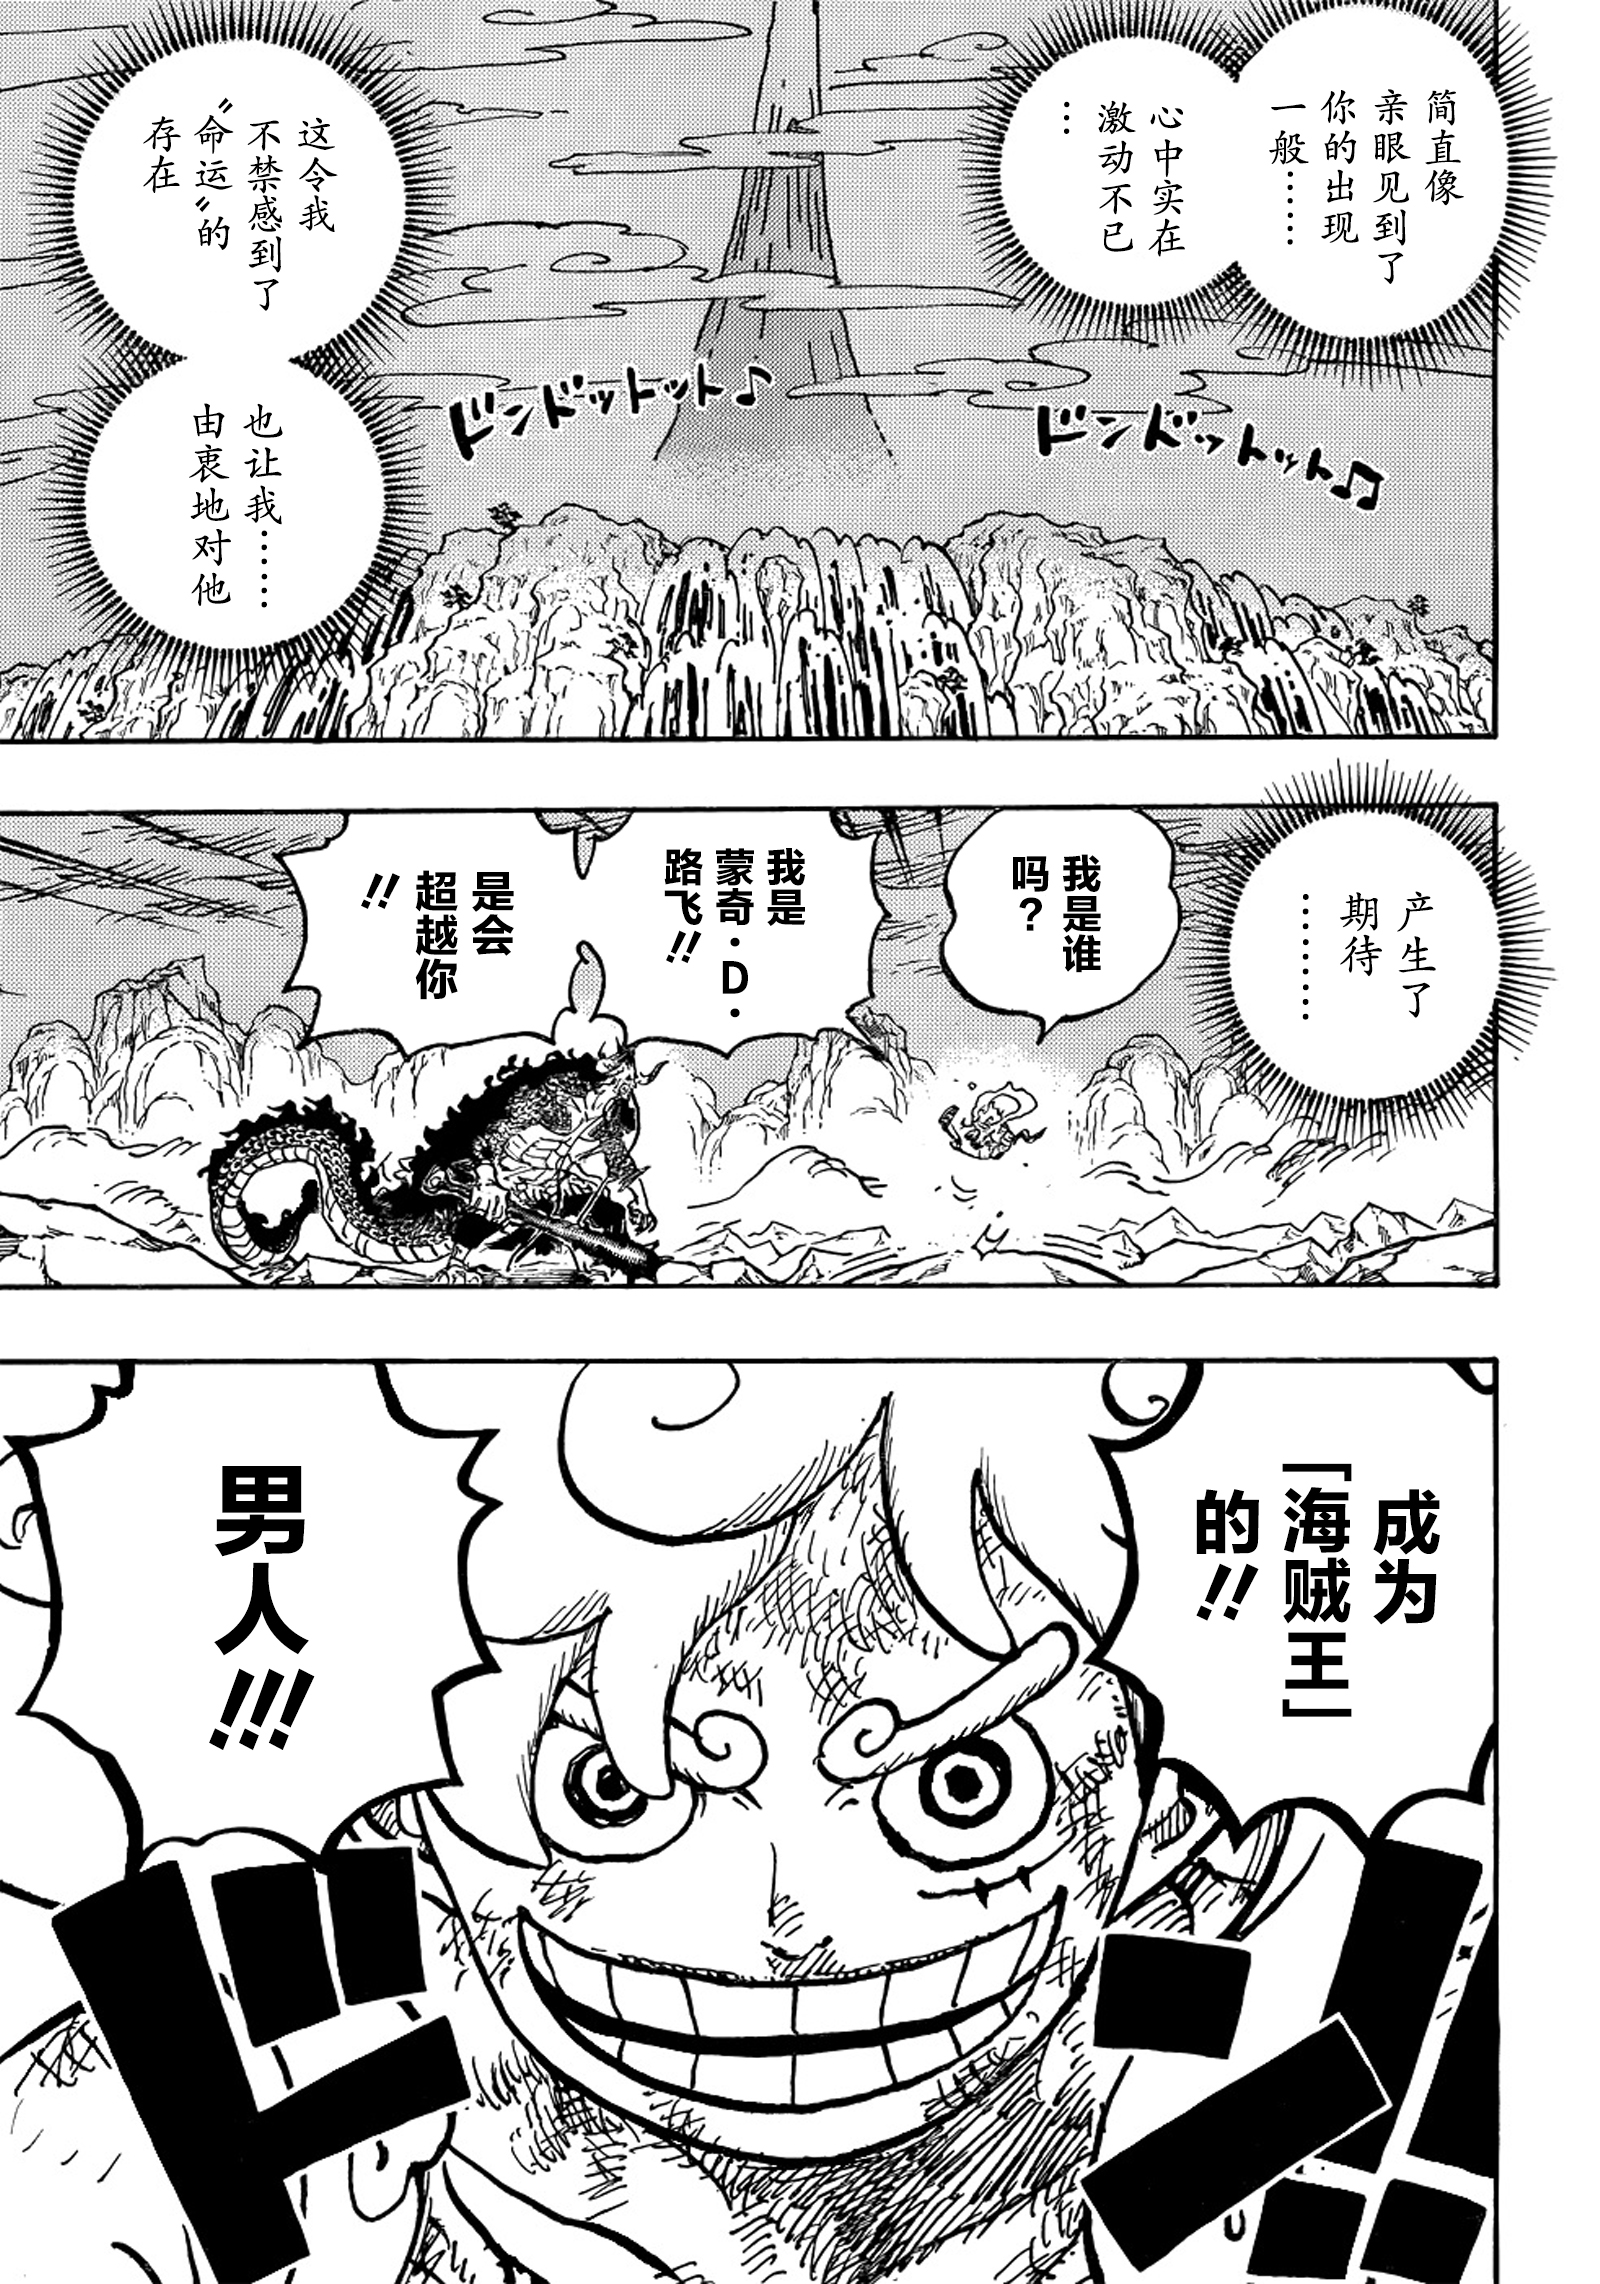 简直像
亲眼见到了
你的出现
一般……
心中实在
激动不已
…
ドンドットット♫
ドンドットット♪
这令我
不禁感到了
〝命运〞的
存在
也让我……
由衷地对他
产生了
期待
………
我是谁
吗?
我是
蒙奇·D·
路飞!!
是会
超越你
!!
成为
「海贼王」
的!!
男人!!!
ド
ン